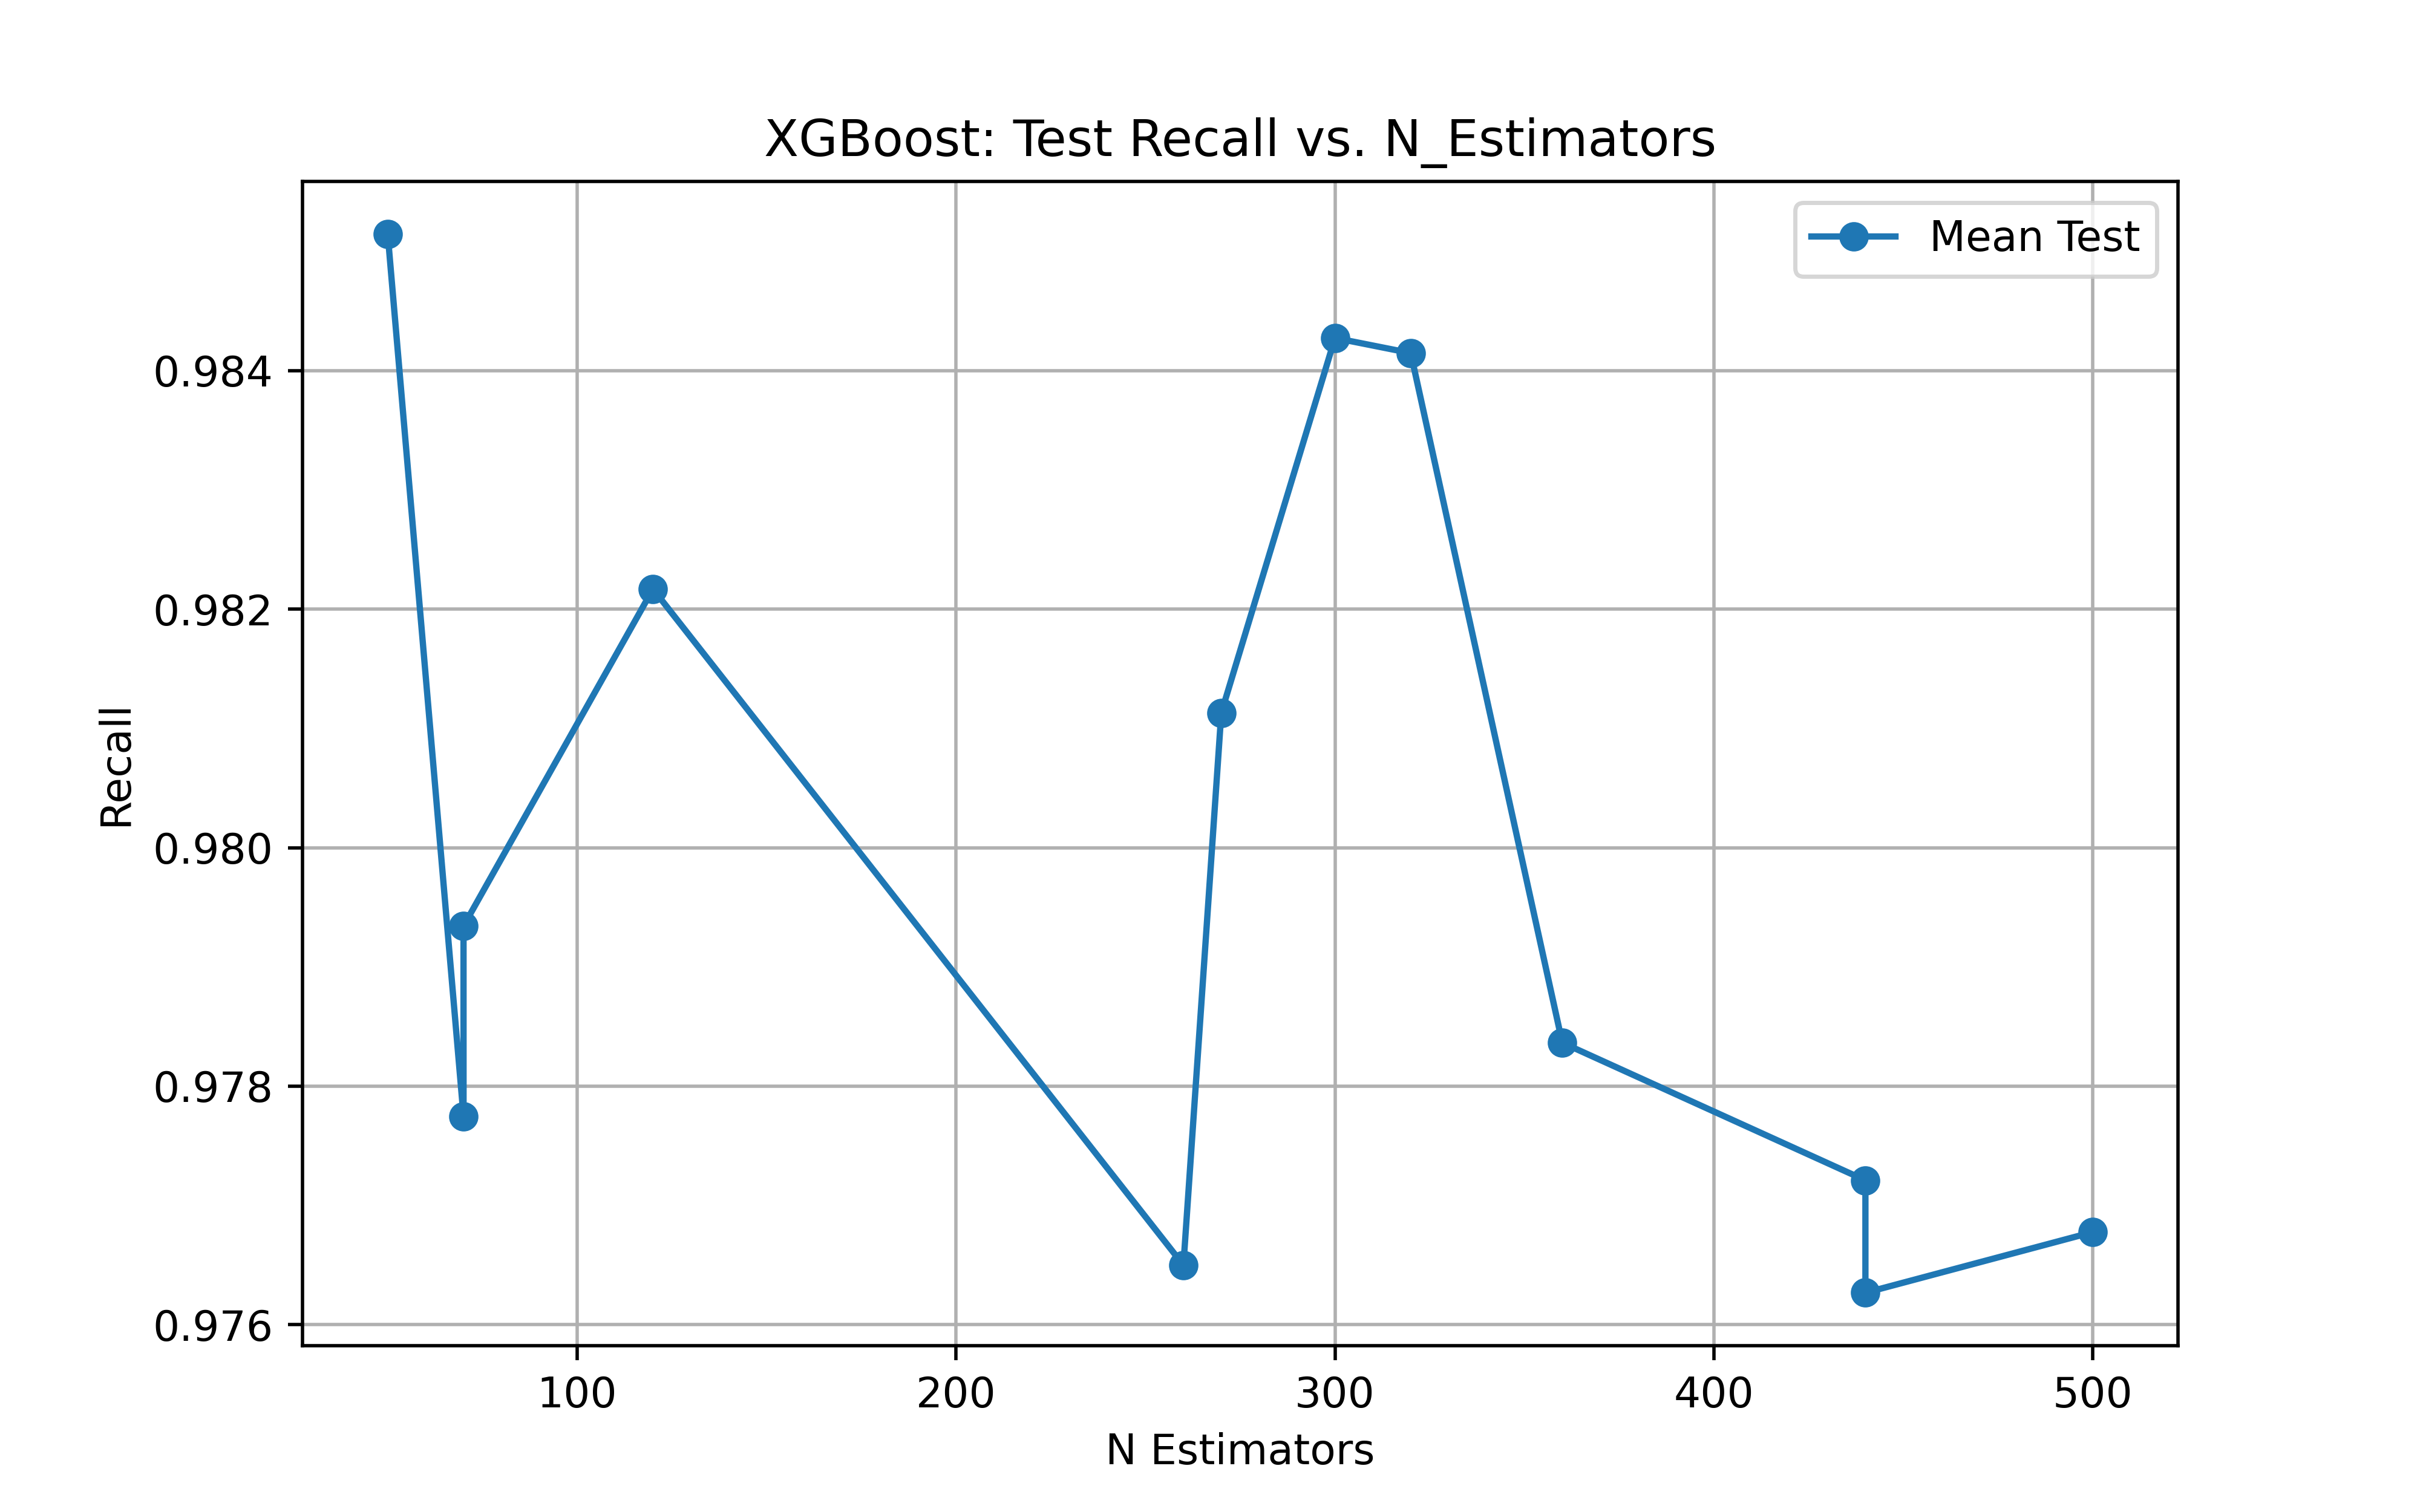 XGBoost: Test Recall vs. N_Estimators
Mean Test
Recall
0.984
0.982
0.980
0.978
0.976
100 200 300 400 500
N Estimators